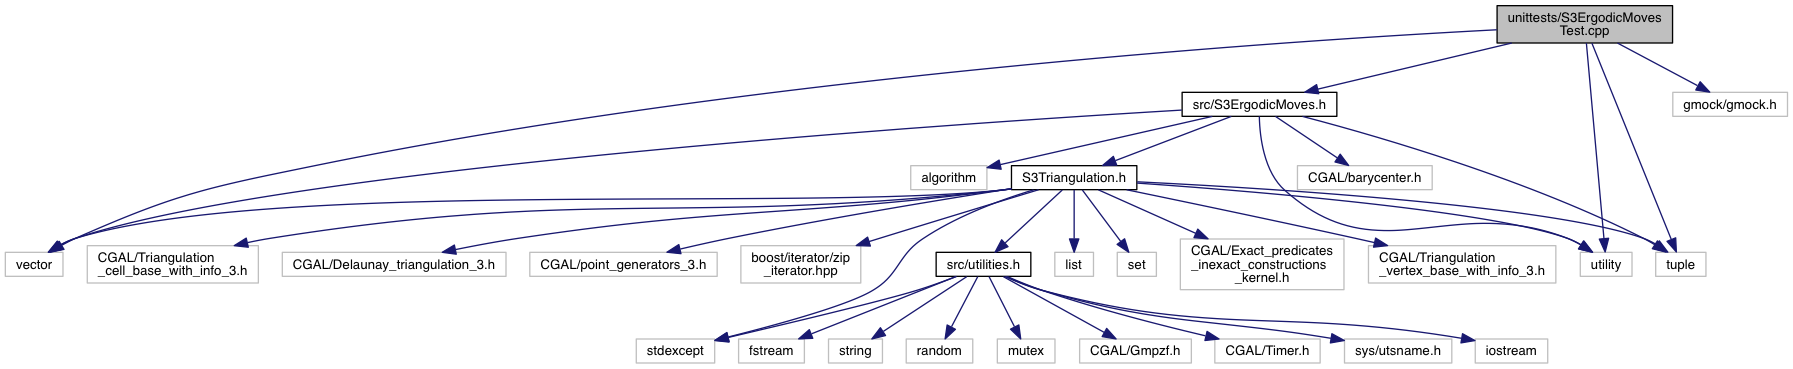 unittests/S3ErgodicMoves
Test.cpp
src/S3ErgodicMoves.h
gmock/gmock.h
algorithm
S3Triangulation.h
CGAL/barycenter.h
vector
CGAL/Triangulation
_cell_base_with_info_3.h
CGAL/Delaunay_triangulation_3.h
CGAL/point_generators_3.h
boost/iterator/zip
_iterator.hpp
src/utilities.h
list
set
CGAL/Exact_predicates
_inexact_constructions
_kernel.h
CGAL/Triangulation
_vertex_base_with_info_3.h
utility
tuple
stdexcept
fstream
string
random
mutex
CGAL/Gmpzf.h
CGAL/Timer.h
sys/utsname.h
iostream